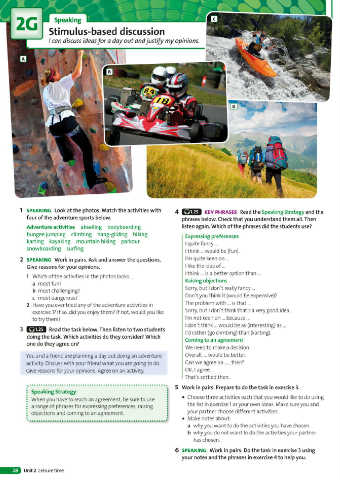 2G
Speaking
Stimulus-based discussion
I can discuss ideas for a day out and justify my opinions.
A
B
C
D
1 SPEAKING Look at the photos. Match the activities with
four of the adventure sports below.
Adventure activities abseiling bodyboarding
bungee jumping climbing hang-gliding hiking
karting kayaking mountain biking parkour
snowboarding surfing
2 SPEAKING Work in pairs. Ask and answer the questions.
Give reasons for your opinions.
1 Which of the activities in the photos looks
a most fun?
b most challenging?
c most dangerous?
2 Have you ever tried any of the adventure activities in
exercise 1? If so, did you enjoy them? If not, would you like
to try them?
3 1.25 Read the task below. Then listen to two students
doing the task. Which activities do they consider? Which
one do they agree on?
You and a friend are planning a day out doing an adventure
activity. Discuss with your friend what you are going to do.
Give reasons for your opinions. Agree on an activity.
Speaking Strategy
When you have to reach an agreement, be sure to use
a range of phrases for expressing preferences, raising
objections and coming to an agreement.
4 KEY PHRASES Read the Speaking Strategy and the
phrases below. Check that you understand them all. Then
listen again. Which of the phrases did the students use?
Expressing preferences
I quite fancy ...
I think ... would be (fun).
I'm quite keen on ...
I like the idea of ...
I think ... is a better option than ...
Raising objections
Sorry, but I don't really fancy ...
Don't you think it (would be expensive)?
The problem with ... is that ...
Sorry, but I don't think that's a very good idea.
I'm not keen on ... because ...
I don't think ... would be as (interesting) as ...
I'd rather (go climbing) than (karting).
Coming to an agreement
We need to make a decision.
Overall, ... would be better.
Can we agree on ..., then?
OK, I agree.
That's settled then.
5 Work in pairs. Prepare to do the task in exercise 3.
• Choose three activities such that you would like to do using
the list in exercise 1 or your own ideas. Make sure you and
your partner choose different activities.
• Make notes about:
a why you want to do the activities you have chosen.
b why you do not want to do the activities your partner
has chosen.
6 SPEAKING Work in pairs. Do the task in exercise 3 using
your notes and the phrases in exercise 4 to help you.
28 Unit 2 Leisure time